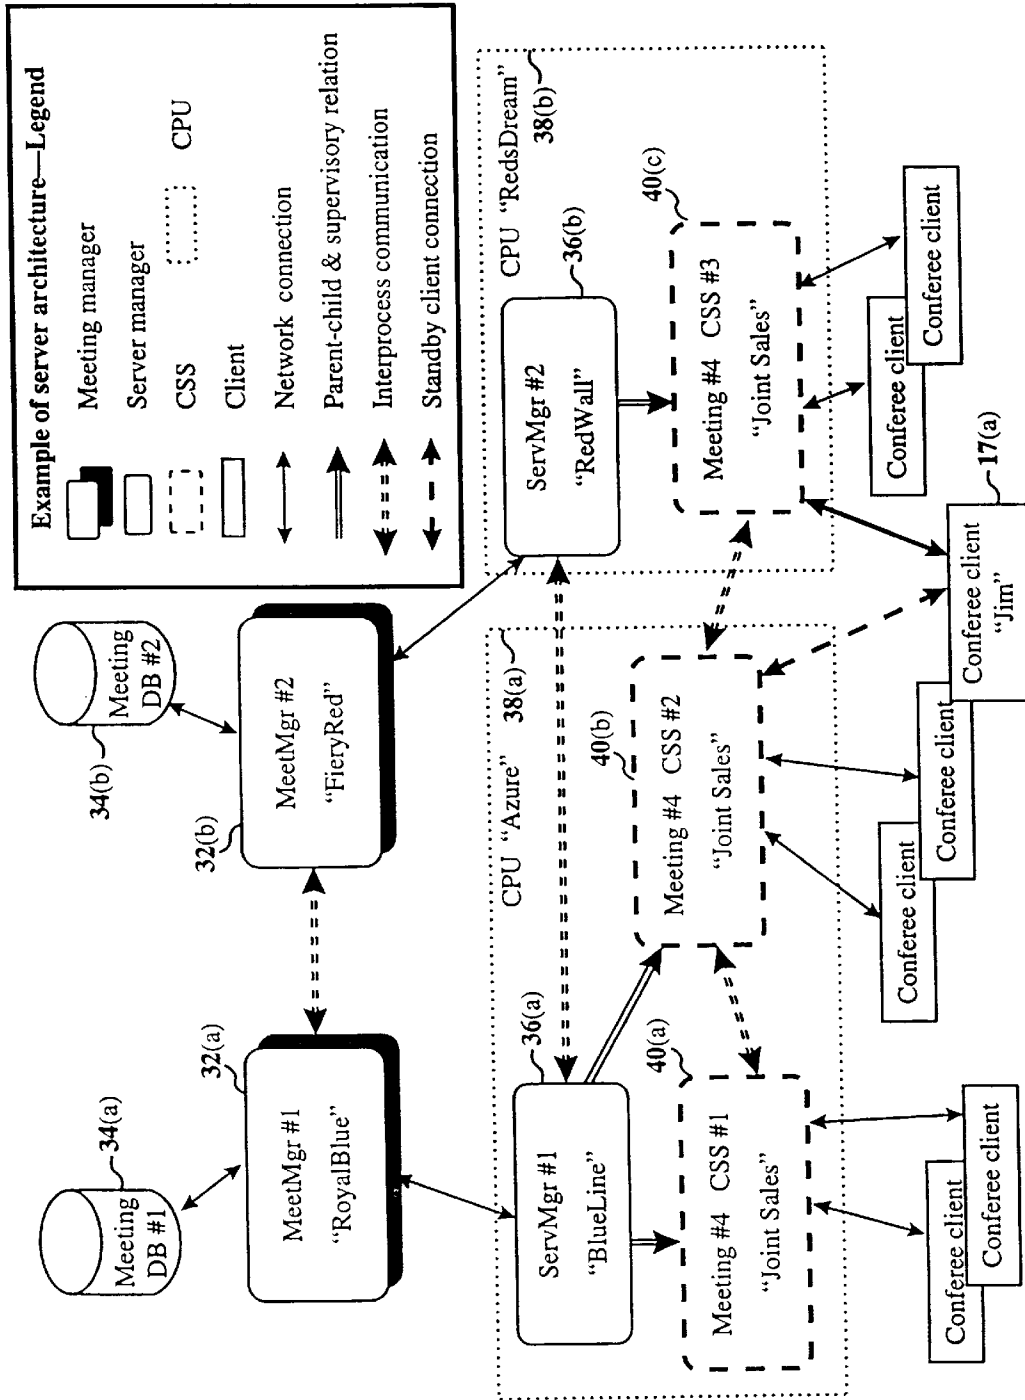 Example of server architecture—Legend
Meeting manager
Server manager
CSS
CPU
Client
Network connection
Parent-child & supervisory relation
Interprocess communication
Standby client connection
34(a)
Meeting
DB #1
34(b)
Meeting
DB #2
32(a)
MeetMgr #1
“RoyalBlue”
32(b)
MeetMgr #2
“FieryRed”
CPU “Azure”
38(a)
CPU “RedsDream”
38(b)
36(a)
ServMgr #1
“BlueLine”
36(b)
ServMgr #2
“RedWall”
40(a)
Meeting #4 CSS #1
“Joint Sales”
40(b)
Meeting #4 CSS #2
“Joint Sales”
40(c)
Meeting #4 CSS #3
“Joint Sales”
Conferee client
Conferee client
Conferee client
Conferee client
17(a)
Conferee client
“Jim”
Conferee client
Conferee client